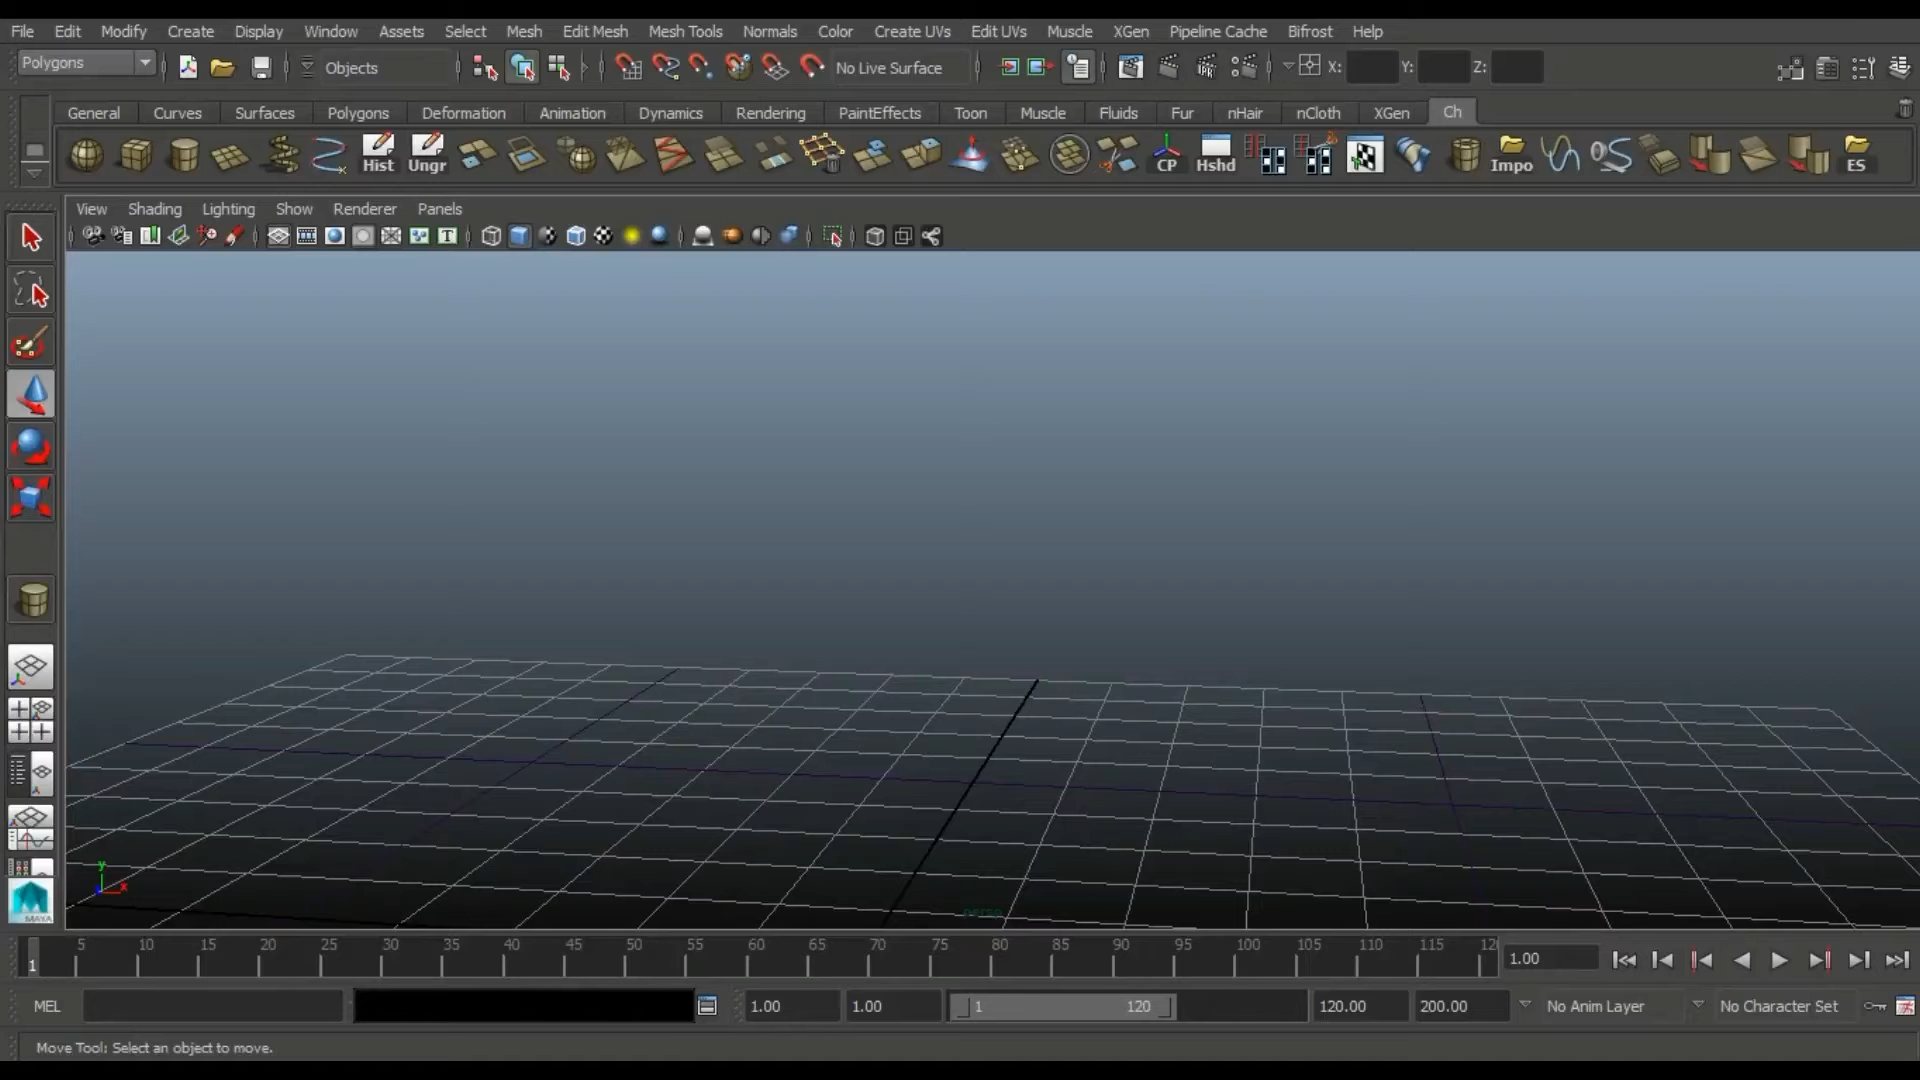 File Edit Modify Create Display Window Assets Select Mesh Edit Mesh Mesh Tools Normals Color Create UVs Edit UVs Muscle XGen Pipeline Cache Bifrost Help
Polygons Objects No Live Surface X: Y: Z:
General Curves Surfaces Polygons Deformation Animation Dynamics Rendering PaintEffects Toon Muscle Fluids Fur nHair nCloth XGen Ch
Hist Ungr CP Hshd Impo ES
View Shading Lighting Show Renderer Panels
T
y
x
persp
MAYA
5 10 15 20 25 30 35 40 45 50 55 60 65 70 75 80 85 90 95 100 105 110 115 12
1 1.00
MEL 1.00 1.00 1 120 120.00 200.00 No Anim Layer No Character Set
Move Tool: Select an object to move.